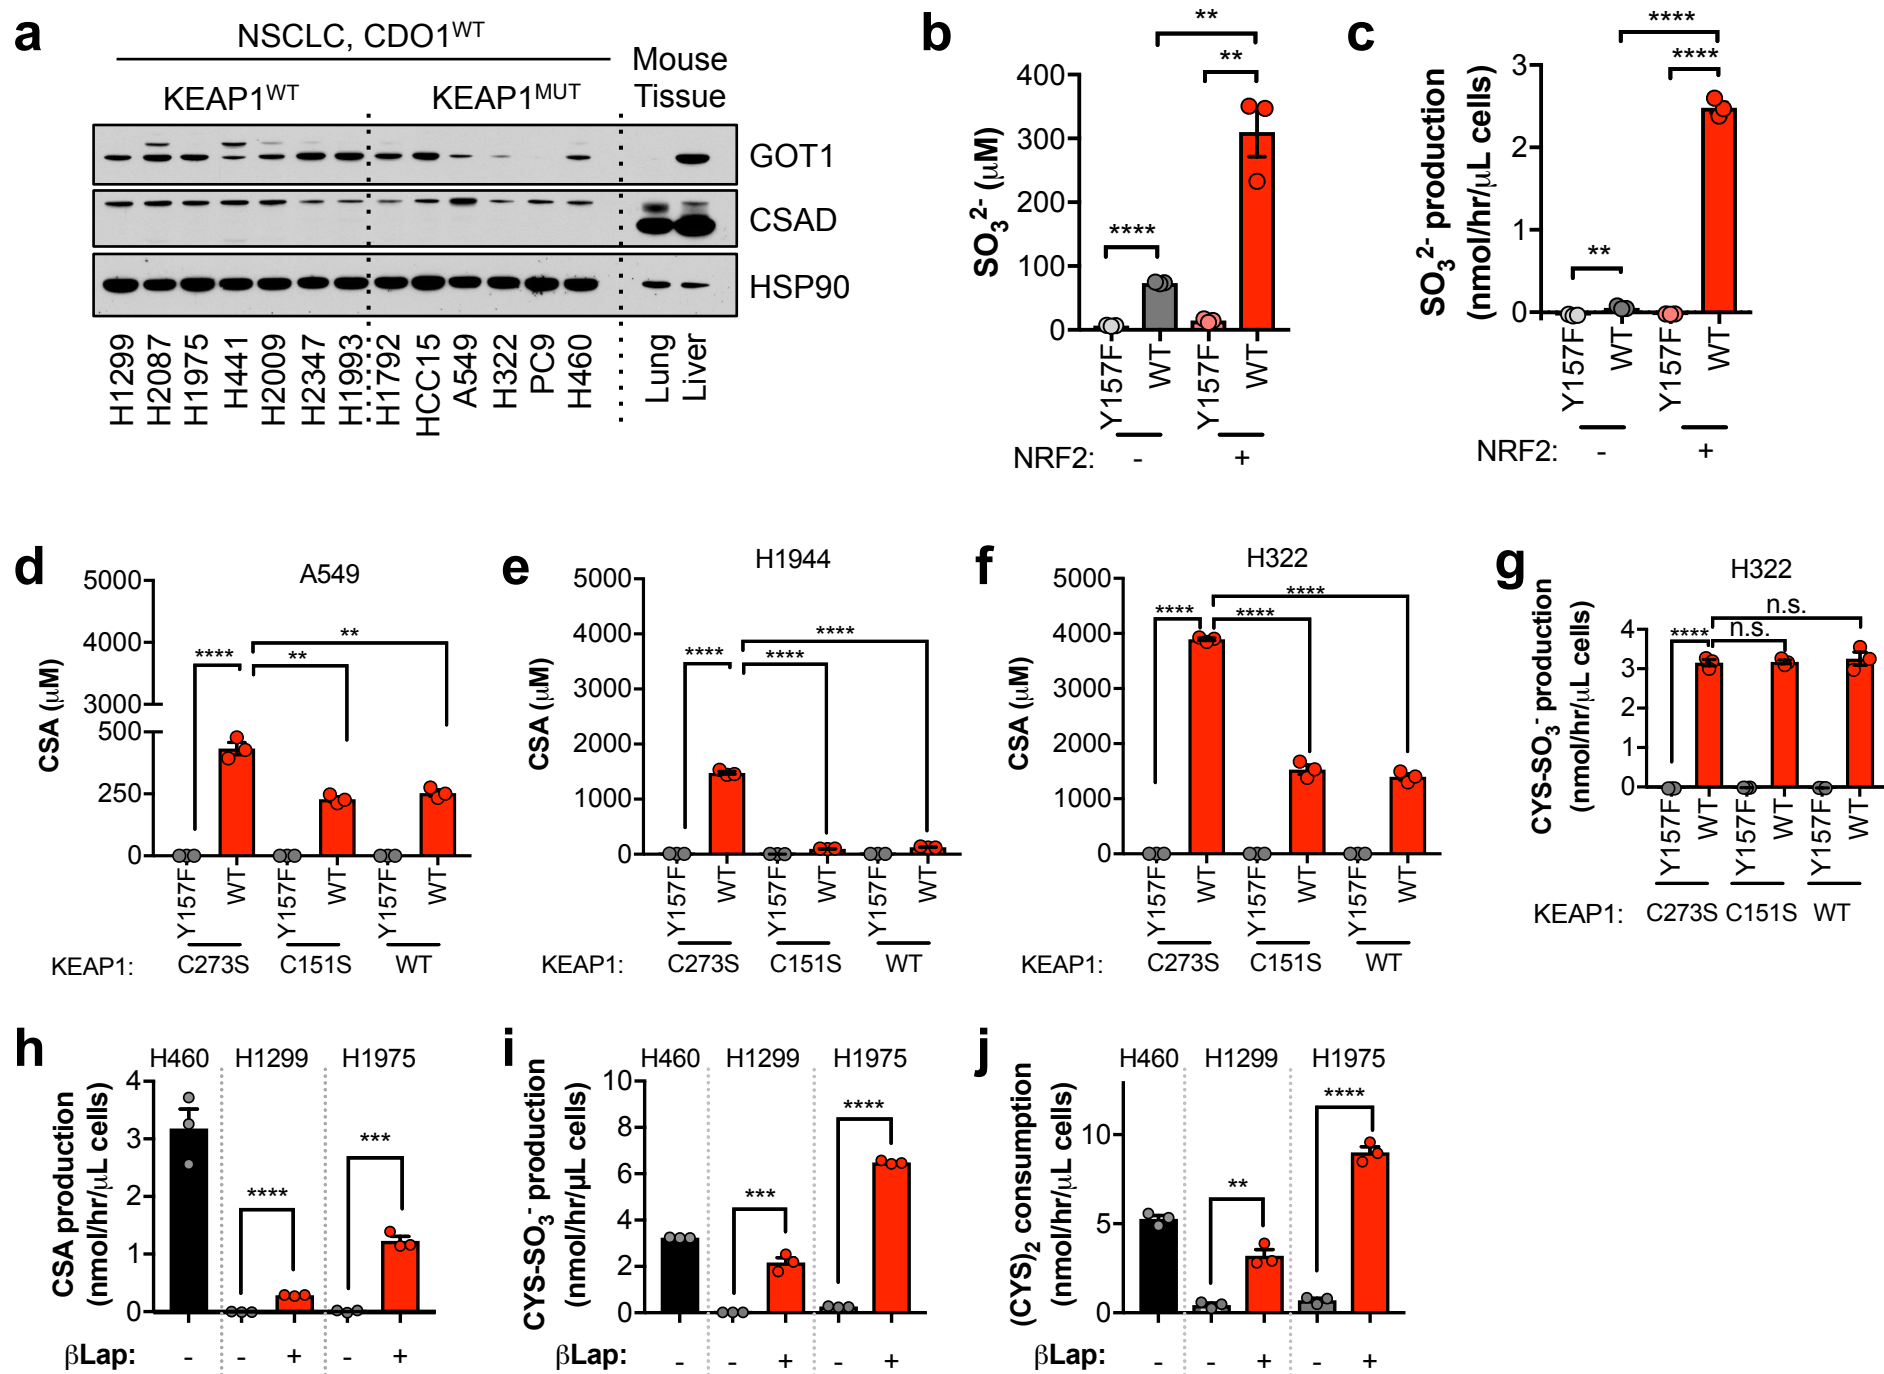 a
NSCLC, CDO1WT
Mouse
Tissue
KEAP1WT
KEAP1MUT
GOT1
CSAD
HSP90
H1299
H2087
H1975
H441
H2009
H2347
H1993
H1792
HCC15
A549
H322
PC9
H460
Lung
Liver
b
SO3 2- (μM)
400
300
200
100
0
**
**
****
Y157F
WT
Y157F
WT
NRF2: - +
c
SO3 2- production
(nmol/hr/μL cells)
3
2
1
0
****
****
**
Y157F
WT
Y157F
WT
NRF2: - +
d
A549
CSA (μM)
5000
4000
3000
500
250
0
****
**
**
Y157F
WT
Y157F
WT
Y157F
WT
KEAP1: C273S C151S WT
e
H1944
CSA (μM)
5000
4000
3000
2000
1000
0
****
****
****
Y157F
WT
Y157F
WT
Y157F
WT
KEAP1: C273S C151S WT
f
H322
CSA (μM)
5000
4000
3000
2000
1000
0
****
****
****
Y157F
WT
Y157F
WT
Y157F
WT
KEAP1: C273S C151S WT
g
H322
CYS-SO3- production
(nmol/hr/μL cells)
4
3
2
1
0
n.s.
****
n.s.
Y157F
WT
Y157F
WT
Y157F
WT
KEAP1: C273S C151S WT
h
H460 H1299 H1975
CSA production
(nmol/hr/μL cells)
4
3
2
1
0
****
***
βLap: - - + - +
i
H460 H1299 H1975
CYS-SO3- production
(nmol/hr/μL cells)
10
8
6
4
2
0
***
****
βLap: - - + - +
j
H460 H1299 H1975
(CYS)2 consumption
(nmol/hr/μL cells)
10
5
0
**
****
βLap: - - + - +